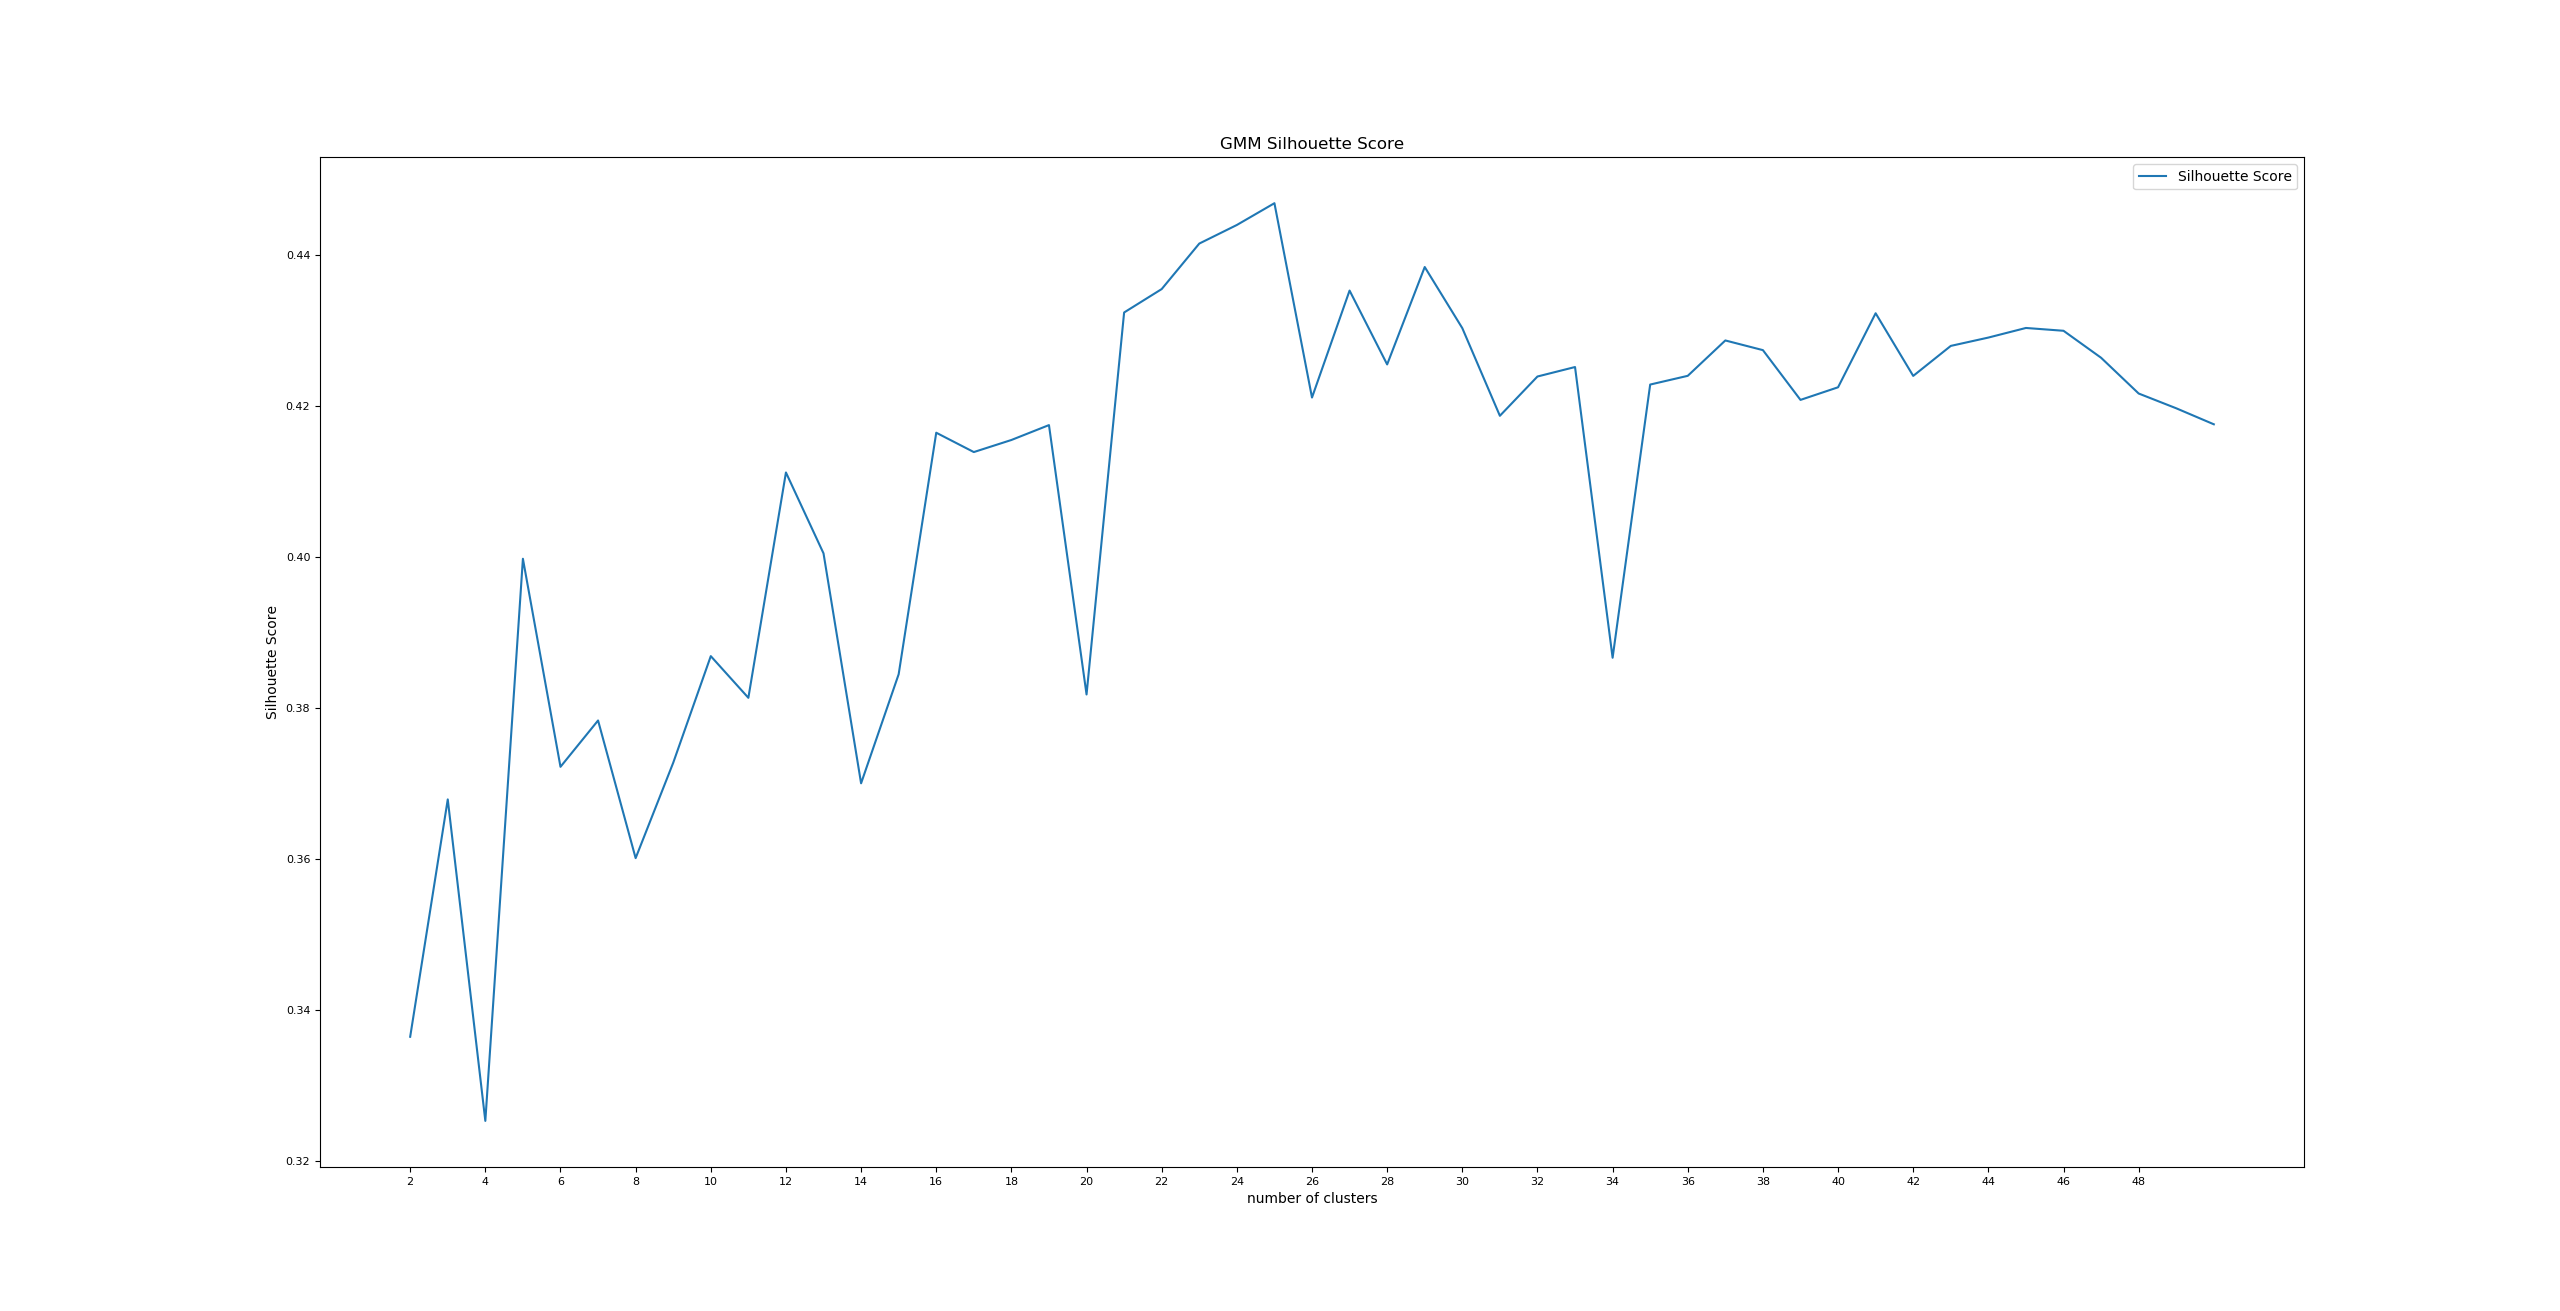 GMM Silhouette Score
Silhouette Score
Silhouette Score
0.44
0.42
0.40
0.38
0.36
0.34
0.32
2 4 6 8 10 12 14 16 18 20 22 24 26 28 30 32 34 36 38 40 42 44 46 48
number of clusters